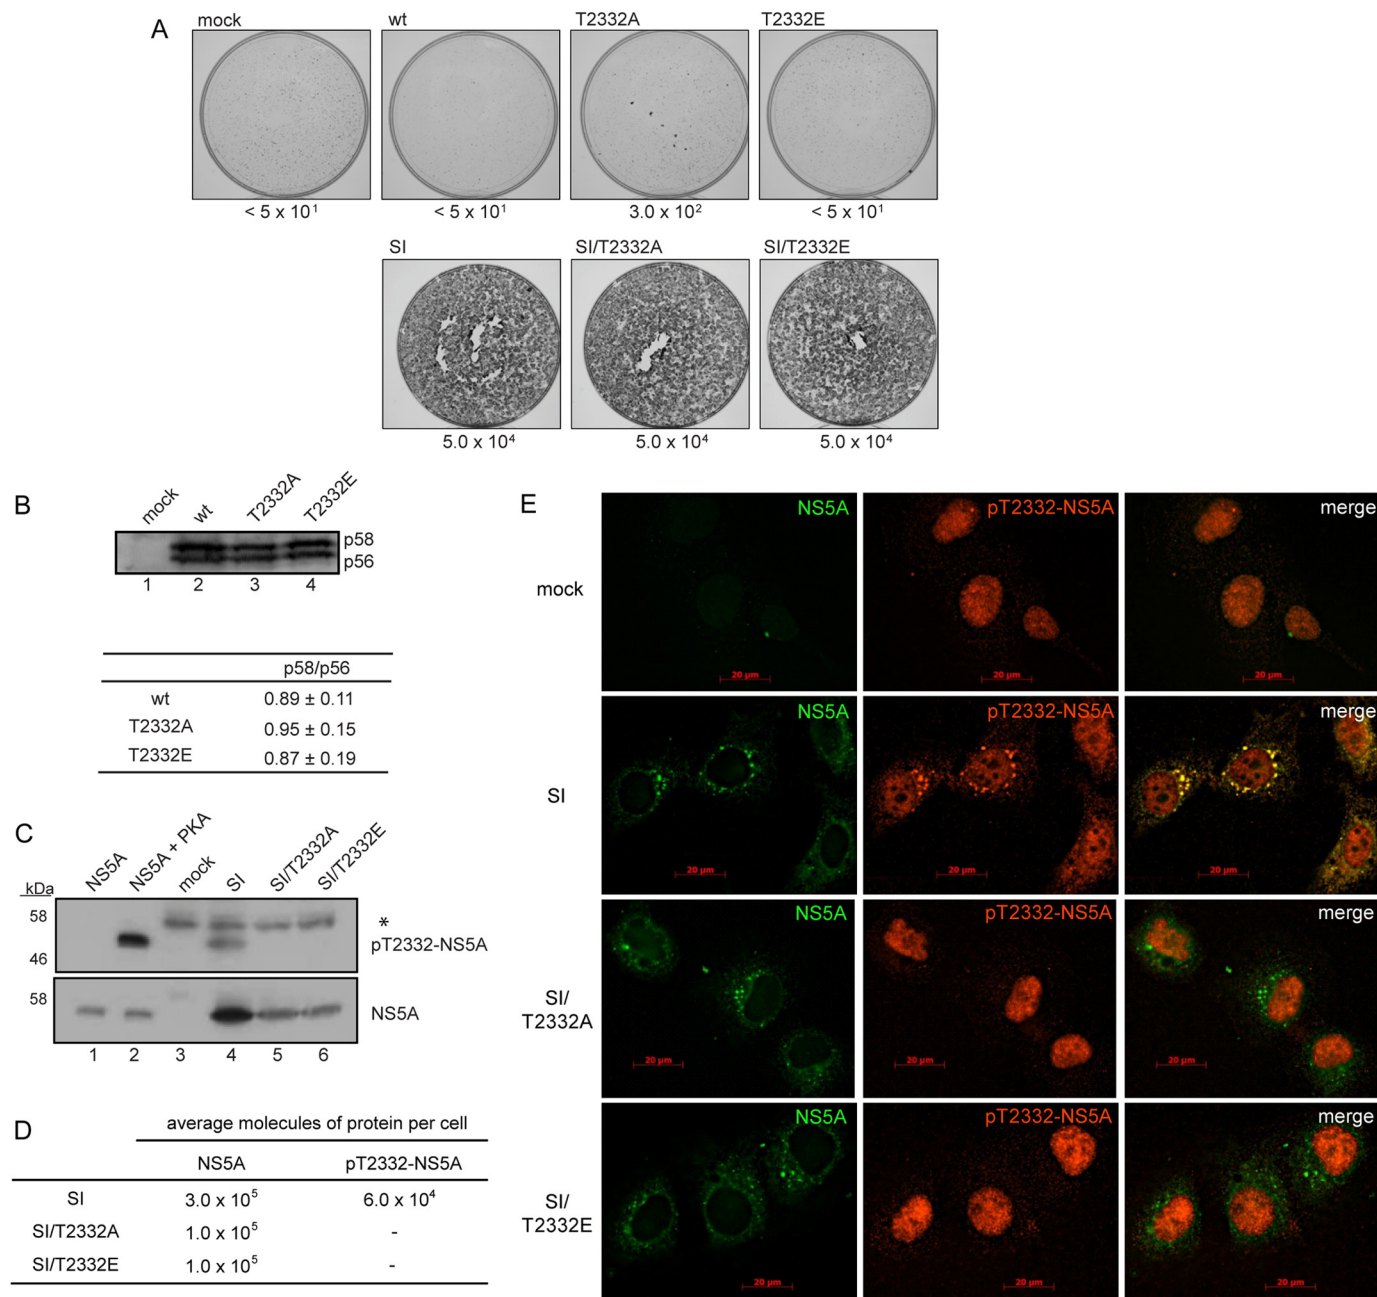 A
mock
wt
T2332A
T2332E
< 5 x 10¹
< 5 x 10¹
3.0 x 10²
< 5 x 10¹
SI
SI/T2332A
SI/T2332E
5.0 x 10⁴
5.0 x 10⁴
5.0 x 10⁴
B
mock
wt
T2332A
T2332E
p58
p56
1 2 3 4
p58/p56
wt 0.89 ± 0.11
T2332A 0.95 ± 0.15
T2332E 0.87 ± 0.19
C
NS5A
NS5A + PKA
mock
SI
SI/T2332A
SI/T2332E
kDa
58
*
pT2332-NS5A
46
58
NS5A
1 2 3 4 5 6
D
average molecules of protein per cell
NS5A pT2332-NS5A
SI 3.0 x 10⁵ 6.0 x 10⁴
SI/T2332A 1.0 x 10⁵ -
SI/T2332E 1.0 x 10⁵ -
E
NS5A pT2332-NS5A merge
mock
20 µm 20 µm 20 µm
NS5A pT2332-NS5A merge
SI
20 µm 20 µm 20 µm
NS5A pT2332-NS5A merge
SI/
T2332A
20 µm 20 µm 20 µm
NS5A pT2332-NS5A merge
SI/
T2332E
20 µm 20 µm 20 µm